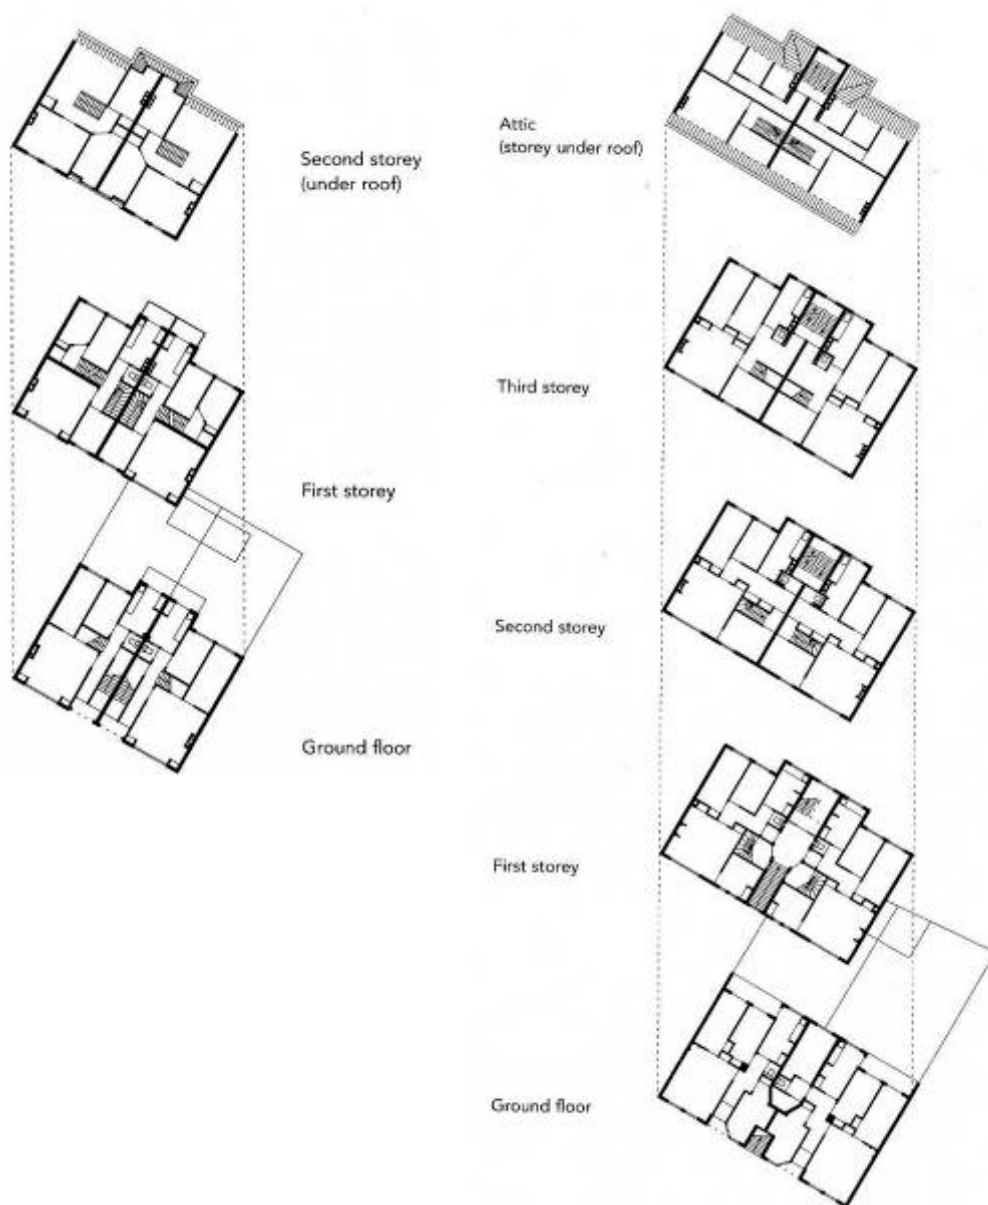 Second storey
(under roof)
First storey
Ground floor
Attic
(storey under roof)
Third storey
Second storey
First storey
Ground floor